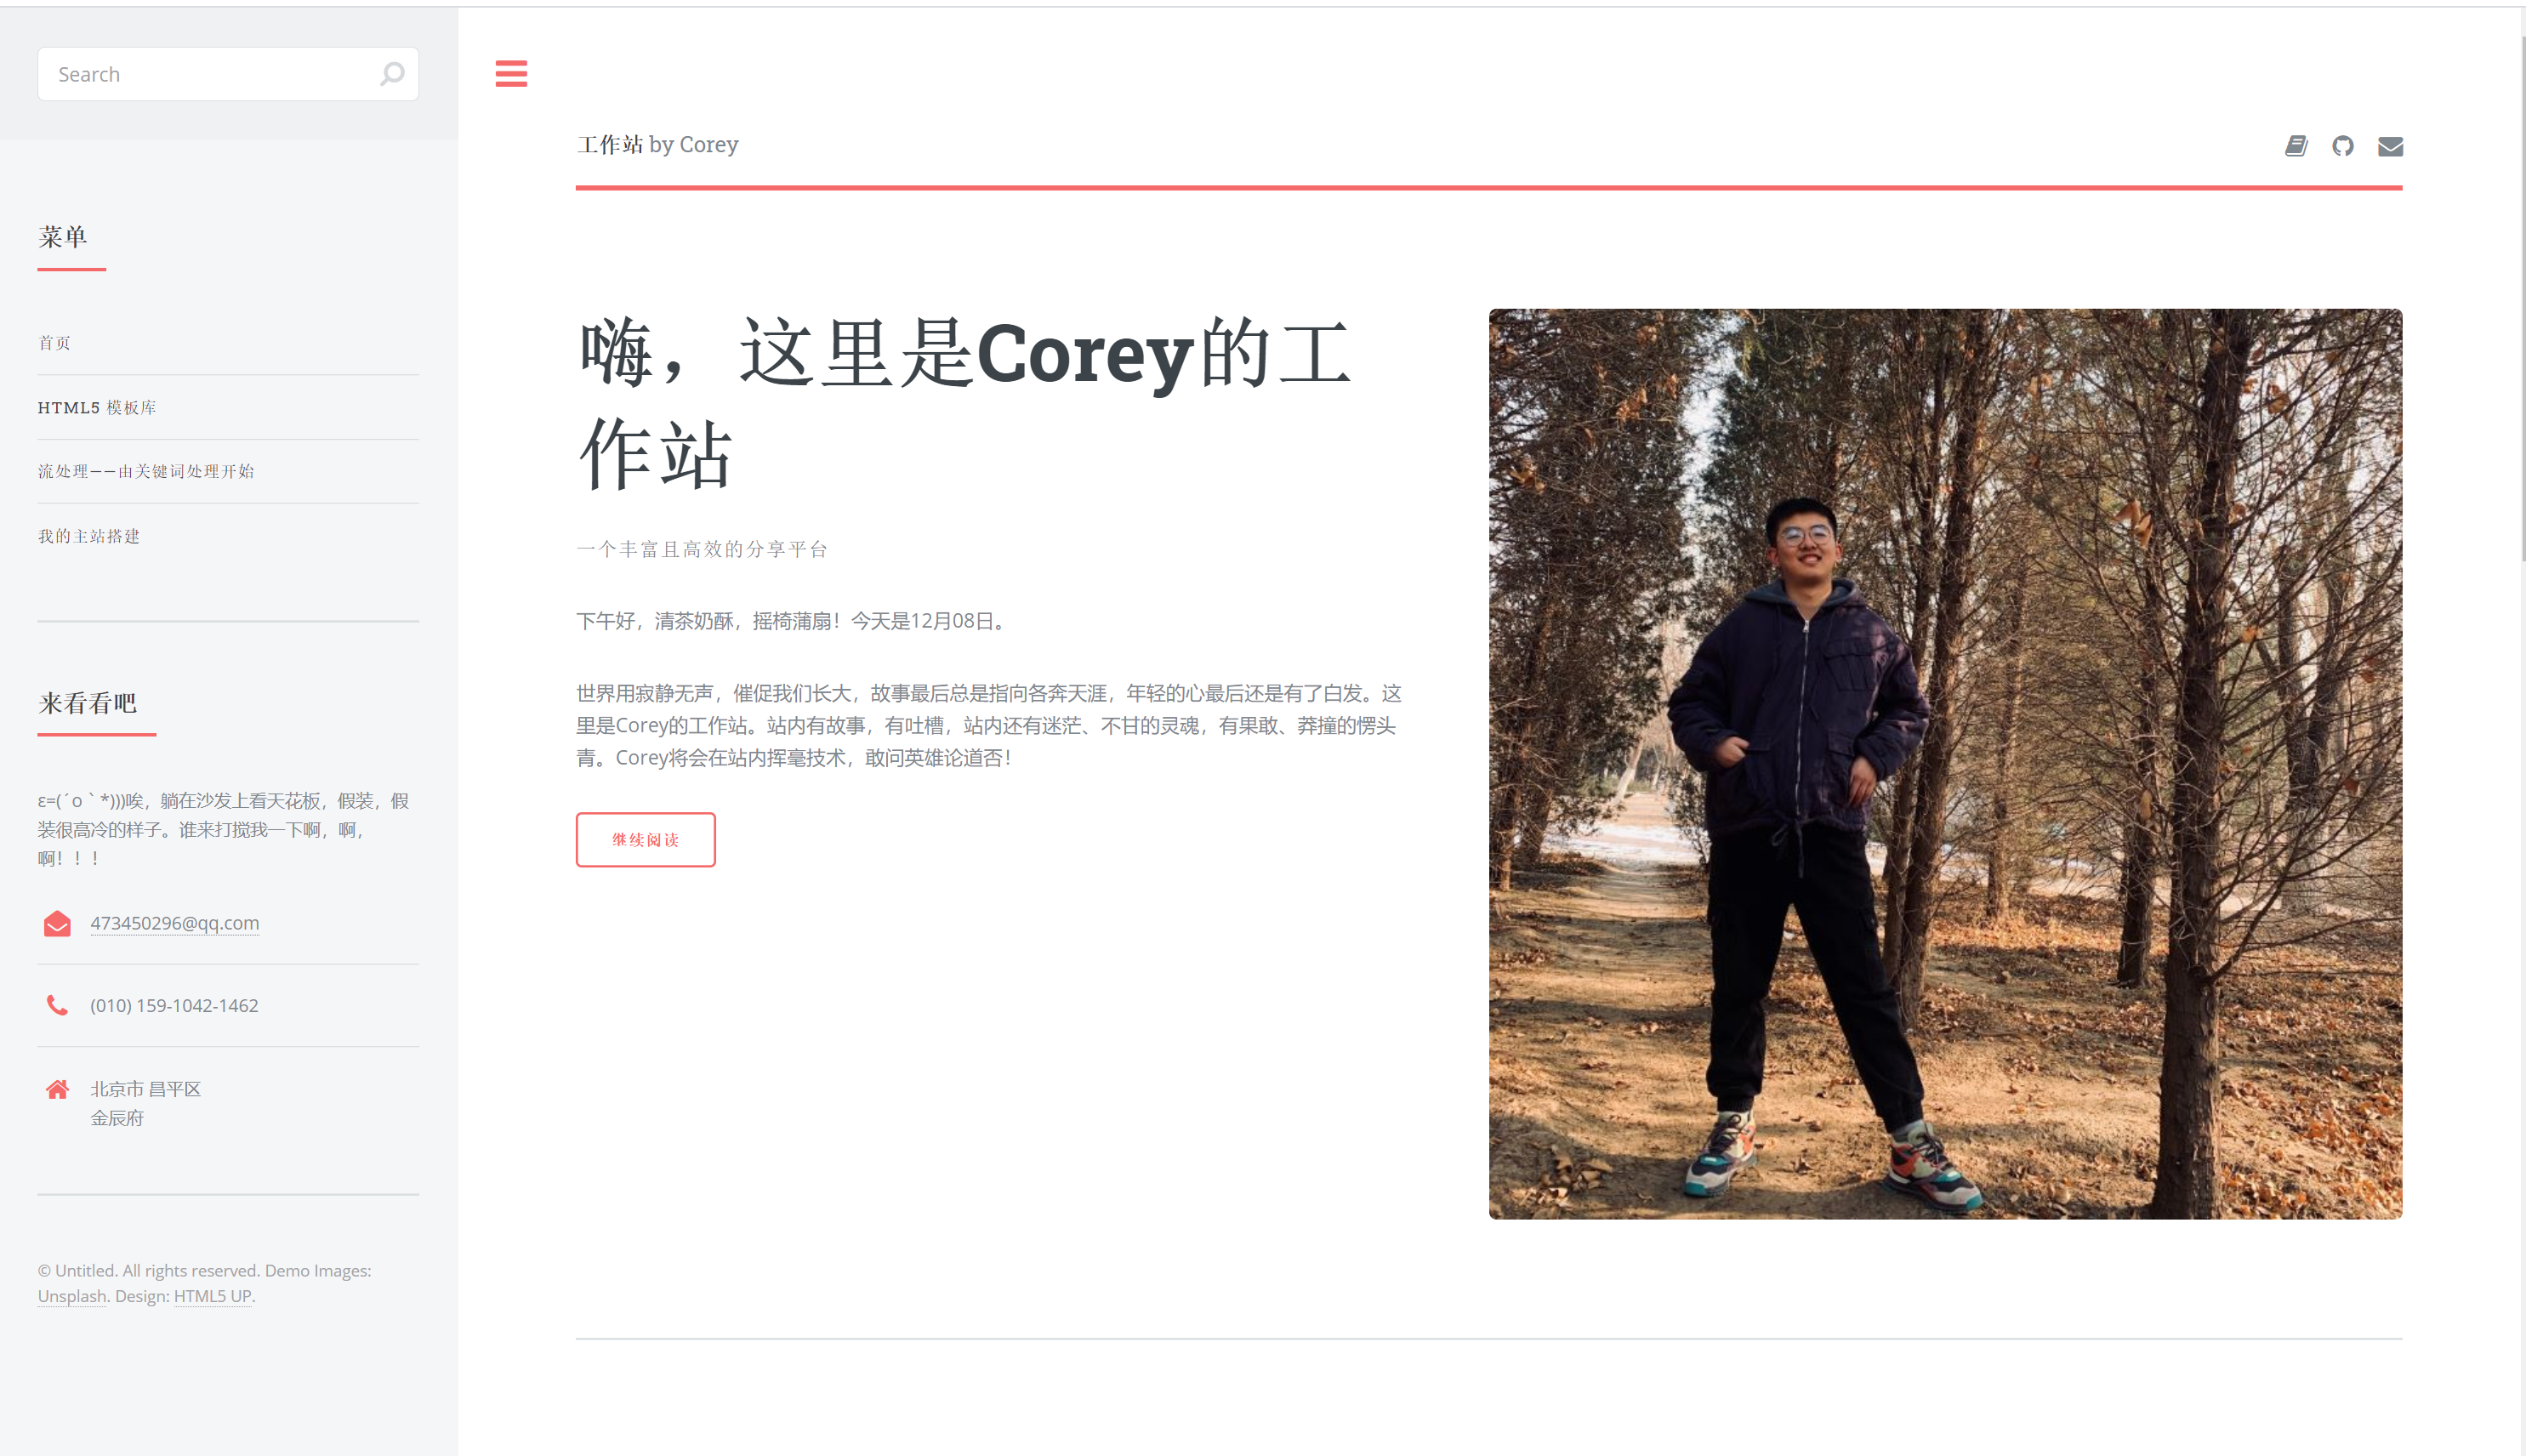 Search
菜单
首页
HTML5 模板库
流处理——由关键词处理开始
我的主站搭建
来看看吧
ε=(´ο｀*)))唉，躺在沙发上看天花板，假装，假
装很高冷的样子。谁来打搅我一下啊，啊，
啊！！！
473450296@qq.com
(010) 159-1042-1462
北京市 昌平区
金辰府
© Untitled. All rights reserved. Demo Images:
Unsplash. Design: HTML5 UP.
工作站 by Corey
嗨，这里是Corey的工
作站
一个丰富且高效的分享平台
下午好，清茶奶酥，摇椅蒲扇！今天是12月08日。
世界用寂静无声，催促我们长大，故事最后总是指向各奔天涯，年轻的心最后还是有了白发。这
里是Corey的工作站。站内有故事，有吐槽，站内还有迷茫、不甘的灵魂，有果敢、莽撞的愣头
青。Corey将会在站内挥毫技术，敢问英雄论道否！
继续阅读